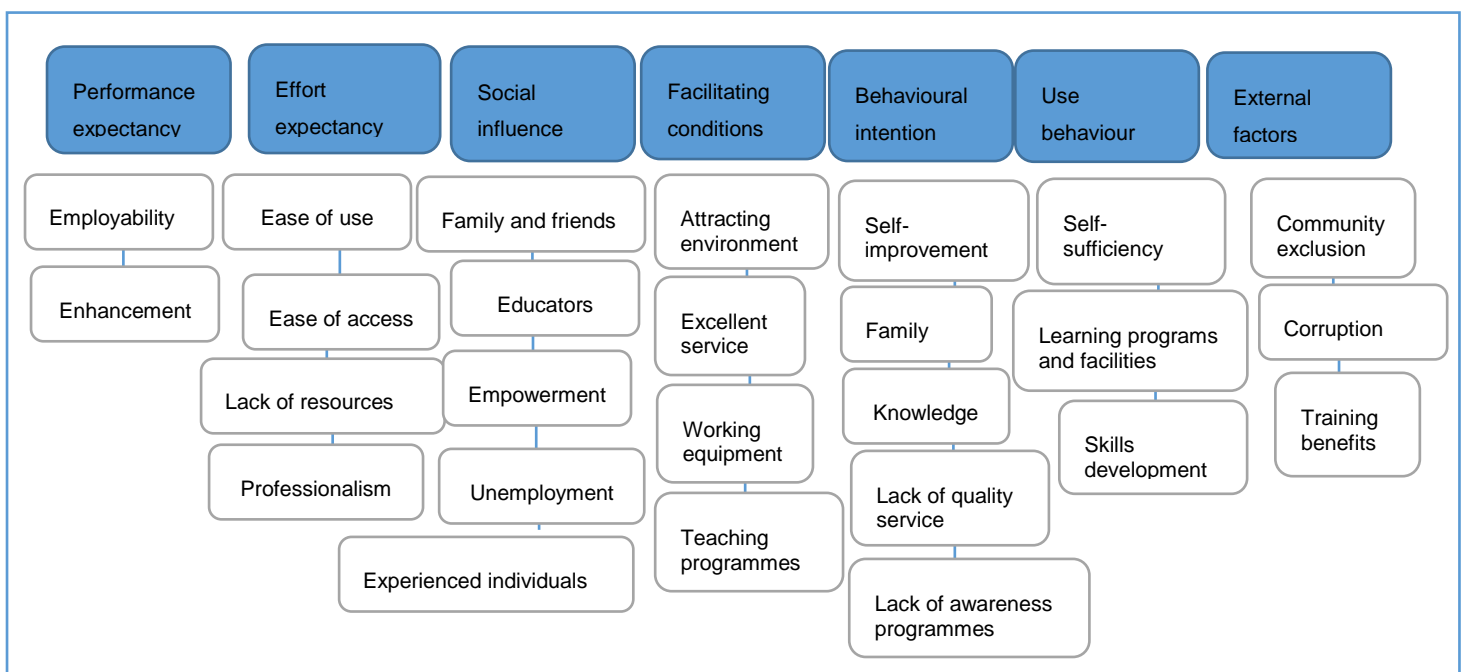 Performance
expectancy
Effort
expectancy
Social
influence
Facilitating
conditions
Behavioural
intention
Use
behaviour
External
factors
Employability
Enhancement
Ease of use
Ease of access
Lack of resources
Professionalism
Family and friends
Educators
Empowerment
Unemployment
Experienced individuals
Attracting
environment
Excellent
service
Working
equipment
Teaching
programmes
Self-
improvement
Family
Knowledge
Lack of quality
service
Lack of awareness
programmes
Self-
sufficiency
Learning programs
and facilities
Skills
development
Community
exclusion
Corruption
Training
benefits